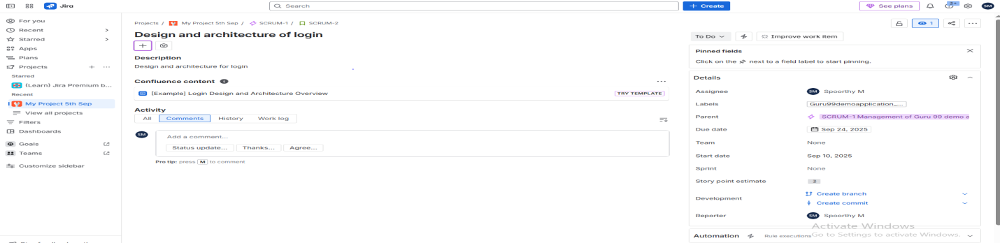 Jira
Search
+ Create
See plans
3+
SM
For you
Recent
Starred
Apps
Plans
Projects
Starred
(Learn) Jira Premium b...
Recent
My Project 5th Sep
View all projects
Filters
Dashboards
Goals
Teams
Customize sidebar
Projects / My Project 5th Sep / SCRUM-1 / SCRUM-2
Design and architecture of login
Description
Design and architecture for login
Confluence content
[Example] Login Design and Architecture Overview
TRY TEMPLATE
Activity
All Comments History Work log
SM
Add a comment...
Status update... Thanks... Agree...
Pro tip: press M to comment
1
To Do
Improve work item
Pinned fields
Click on the next to a field label to start pinning.
Details
Assignee SM Spoorthy M
Labels Guru99demoapplication_...
Parent SCRUM-1 Management of Guru 99 demo a
Due date Sep 24, 2025
Team None
Start date Sep 10, 2025
Sprint None
Story point estimate 3
Development Create branch
Create commit
Reporter SM Spoorthy M
Activate Windows
Go to Settings to activate Windows.
Automation Rule executions